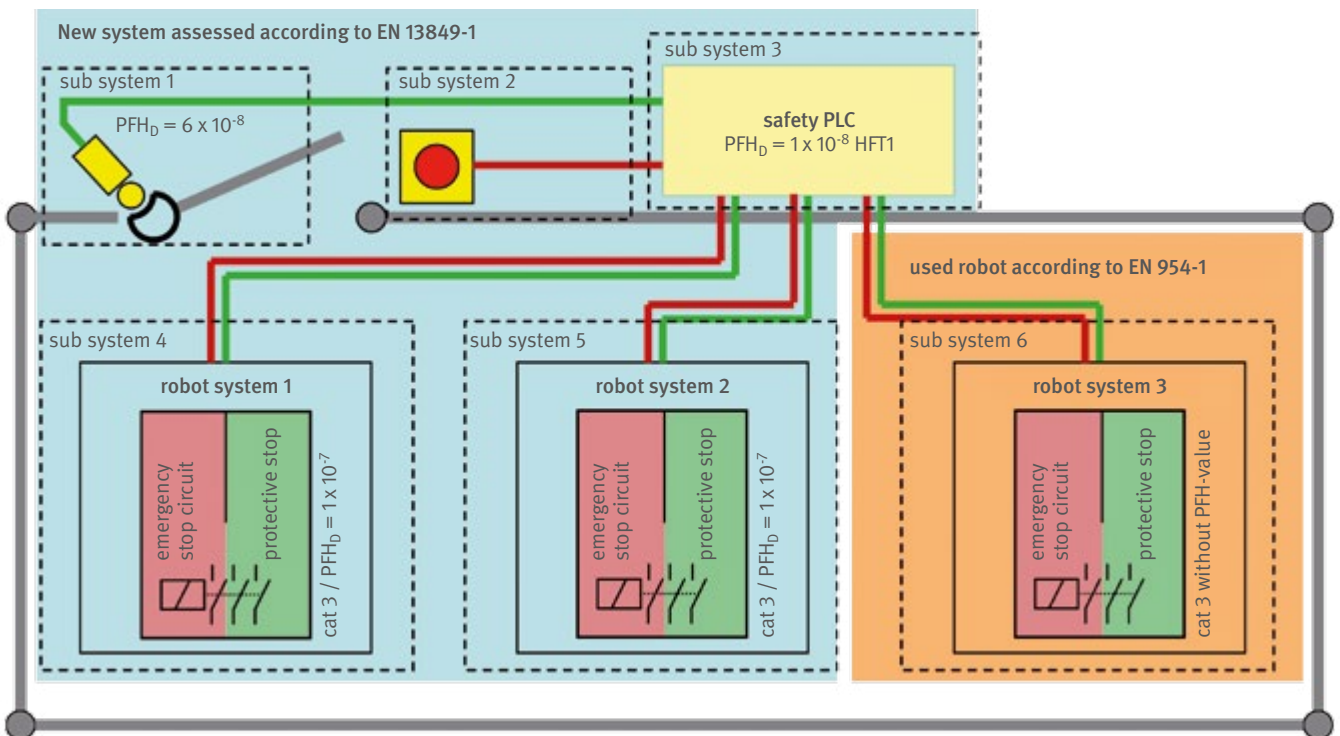 New system assessed according to EN 13849-1
sub system 1
PFH_D = 6 x 10^-8
sub system 2
sub system 3
safety PLC
PFH_D = 1 x 10^-8 HFT1
used robot according to EN 954-1
sub system 4
robot system 1
emergency
stop circuit
protective stop
cat 3 / PFH_D = 1 x 10^-7
sub system 5
robot system 2
emergency
stop circuit
protective stop
cat 3 / PFH_D = 1 x 10^-7
sub system 6
robot system 3
emergency
stop circuit
protective stop
cat 3 without PFH-value